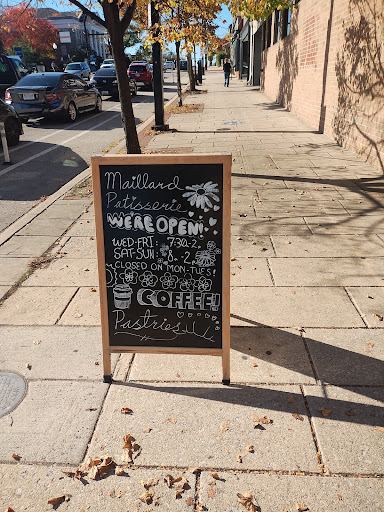 Maillard
Patisserie
WE'RE OPEN!
WED-FRI: 7:30-2
SAT-SUN: 8-2
CLOSED ON MON-TUES!
COFFEE!
Pastries